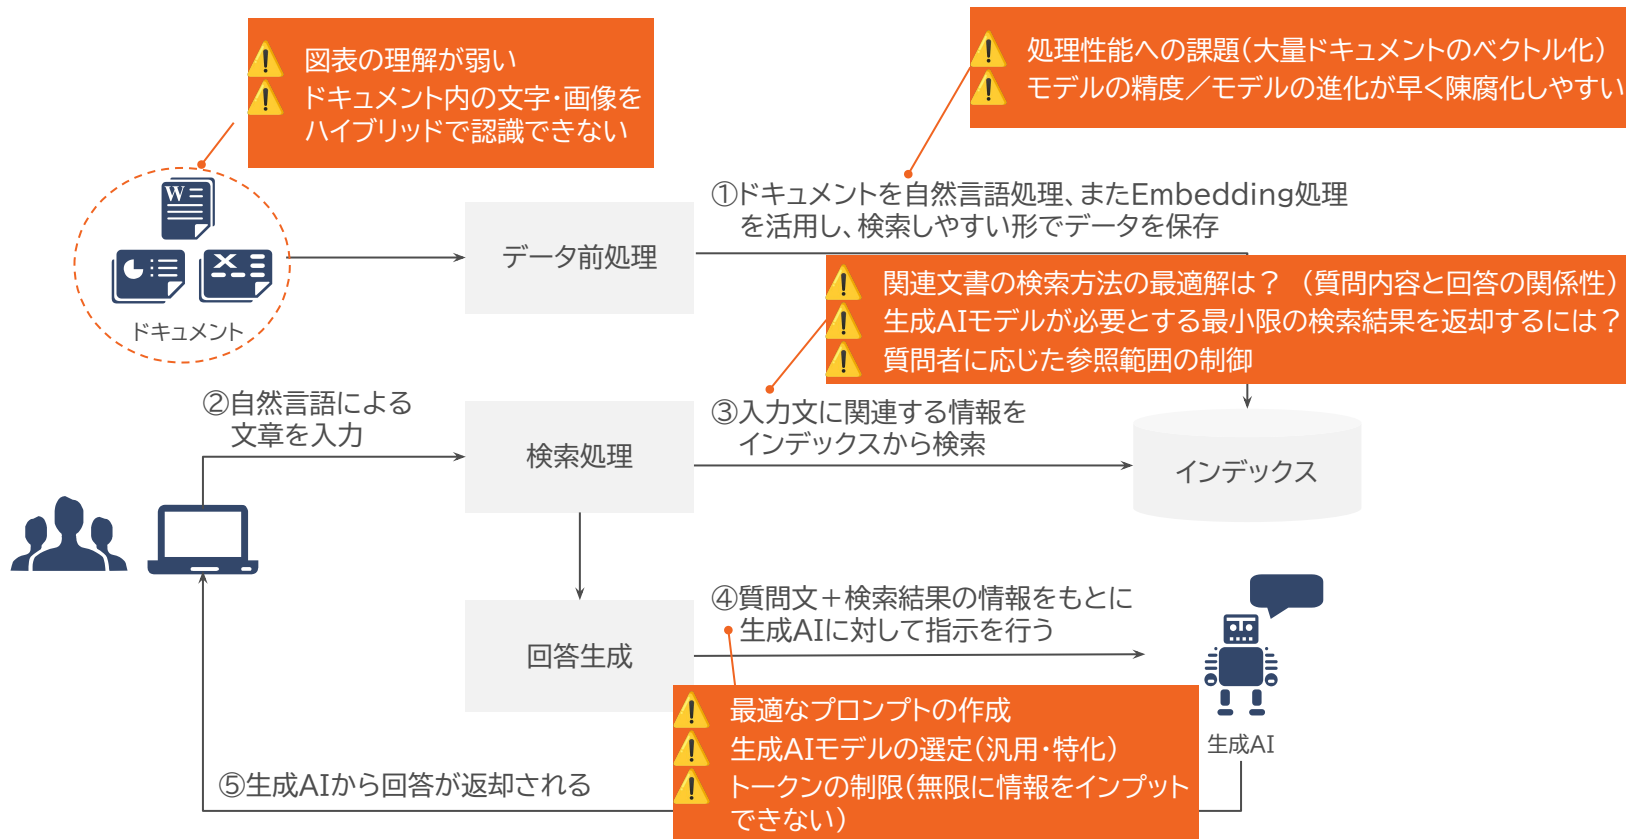 図表の理解が弱い
ドキュメント内の文字・画像を
ハイブリッドで認識できない
処理性能への課題(大量ドキュメントのベクトル化)
モデルの精度／モデルの進化が早く陳腐化しやすい
W
X
ドキュメント
データ前処理
①ドキュメントを自然言語処理、またEmbedding処理
を活用し、検索しやすい形でデータを保存
関連文書の検索方法の最適解は？（質問内容と回答の関係性）
生成AIモデルが必要とする最小限の検索結果を返却するには？
質問者に応じた参照範囲の制御
②自然言語による
文章を入力
検索処理
③入力文に関連する情報を
インデックスから検索
インデックス
回答生成
④質問文＋検索結果の情報をもとに
生成AIに対して指示を行う
最適なプロンプトの作成
生成AIモデルの選定(汎用・特化)
トークンの制限(無限に情報をインプット
できない)
生成AI
⑤生成AIから回答が返却される